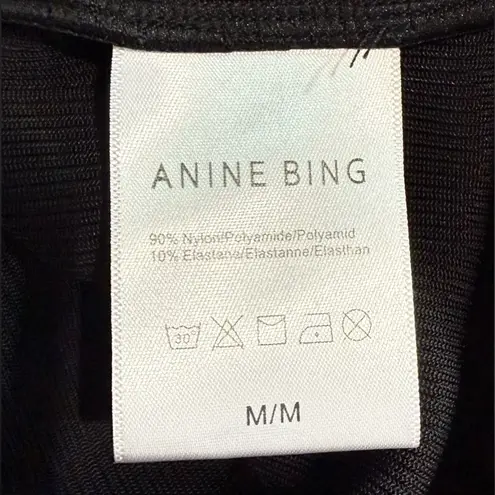 ANINE BING
90% Nylon/Polyamide/Polyamid
10% Elastane/Elastanne/Elasthan
30
M/M